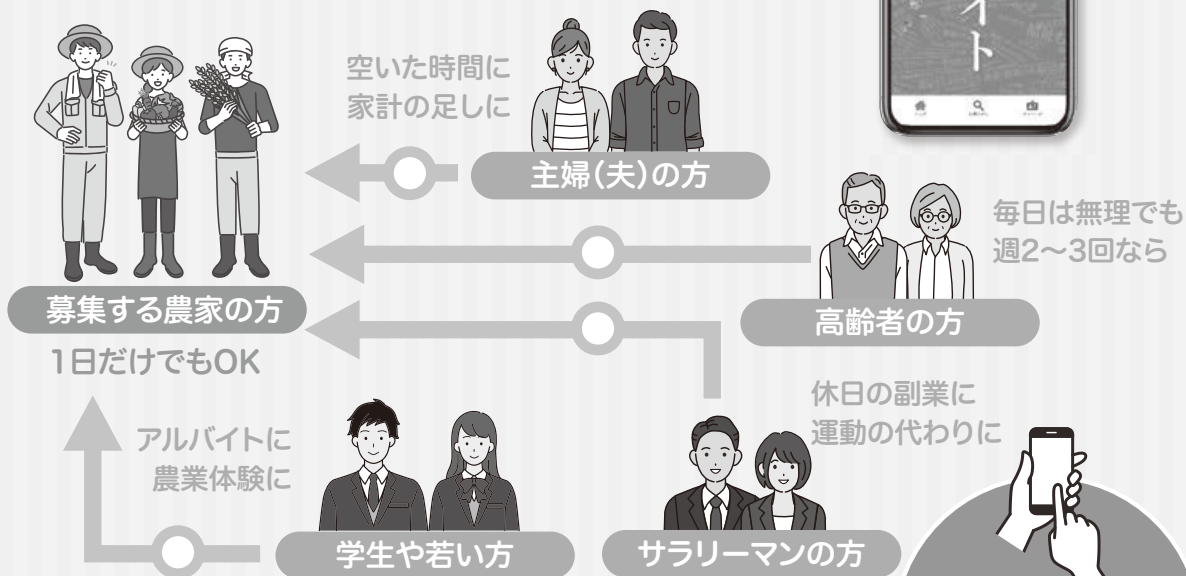 イト
空いた時間に
家計の足しに
主婦（夫）の方
毎日は無理でも
週2〜3回なら
高齢者の方
募集する農家の方
1日だけでもOK
休日の副業に
運動の代わりに
アルバイトに
農業体験に
学生や若い方
サラリーマンの方